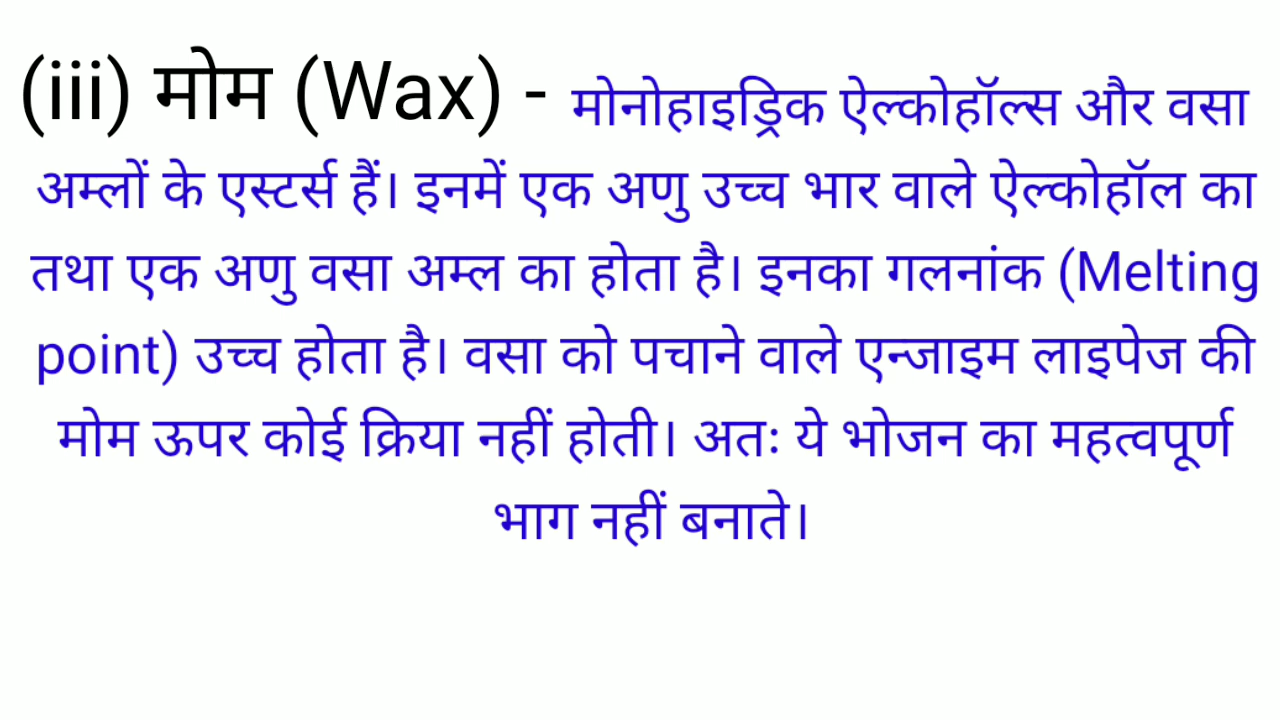 (iii) मोम (Wax) - मोनोहाइड्रिक ऐल्कोहॉल्स और वसा
अम्लों के एस्टर्स हैं। इनमें एक अणु उच्च भार वाले ऐल्कोहॉल का
तथा एक अणु वसा अम्ल का होता है। इनका गलनांक (Melting
point) उच्च होता है। वसा को पचाने वाले एन्जाइम लाइपेज की
मोम ऊपर कोई क्रिया नहीं होती। अतः ये भोजन का महत्वपूर्ण
भाग नहीं बनाते।